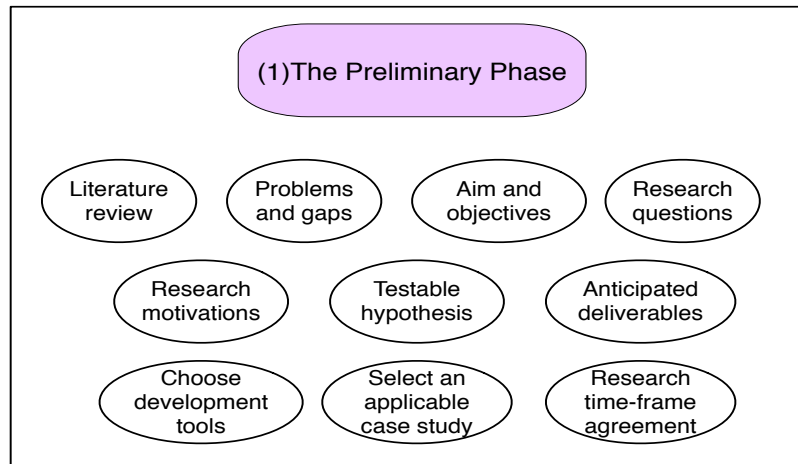 (1)The Preliminary Phase
Literature
review
Problems
and gaps
Aim and
objectives
Research
questions
Research
motivations
Testable
hypothesis
Anticipated
deliverables
Choose
development
tools
Select an
applicable
case study
Research
time-frame
agreement